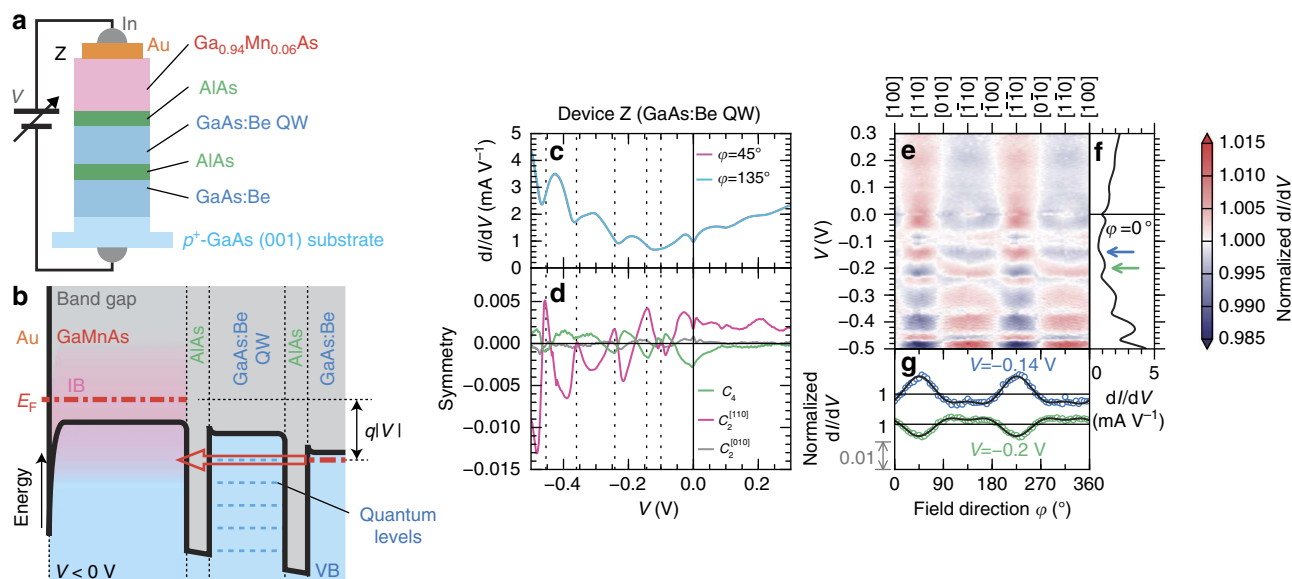 a
In
Au
Z
V
Ga0.94Mn0.06As
AlAs
GaAs:Be QW
AlAs
GaAs:Be
p+-GaAs (001) substrate
b
Band gap
Au
GaMnAs
IB
EF
AlAs
GaAs:Be
QW
AlAs
GaAs:Be
q|V|
Energy
Quantum
levels
V < 0 V
VB
Device Z (GaAs:Be QW)
c
φ=45°
φ=135°
dI/dV (mA V−1)
5
4
3
2
1
0
d
Symmetry
0.005
0.000
−0.005
−0.010
−0.015
C4
C2[110]
C2[010]
−0.4
−0.2
0.0
0.2
V (V)
[100]
[110]
[010]
[1̄10]
[1̄00]
[1̄1̄0]
[01̄0]
[11̄0]
[100]
e
V (V)
0.3
0.2
0.1
0.0
−0.1
−0.2
−0.3
−0.4
−0.5
f
φ=0°
0
5
dI/dV
(mA V−1)
1.015
1.010
1.005
1.000
0.995
0.990
0.985
Normalized dI/dV
g
V=−0.14 V
V=−0.2 V
Normalized
dI/dV
1
1
0.01
0
90
180
270
360
Field direction φ (°)